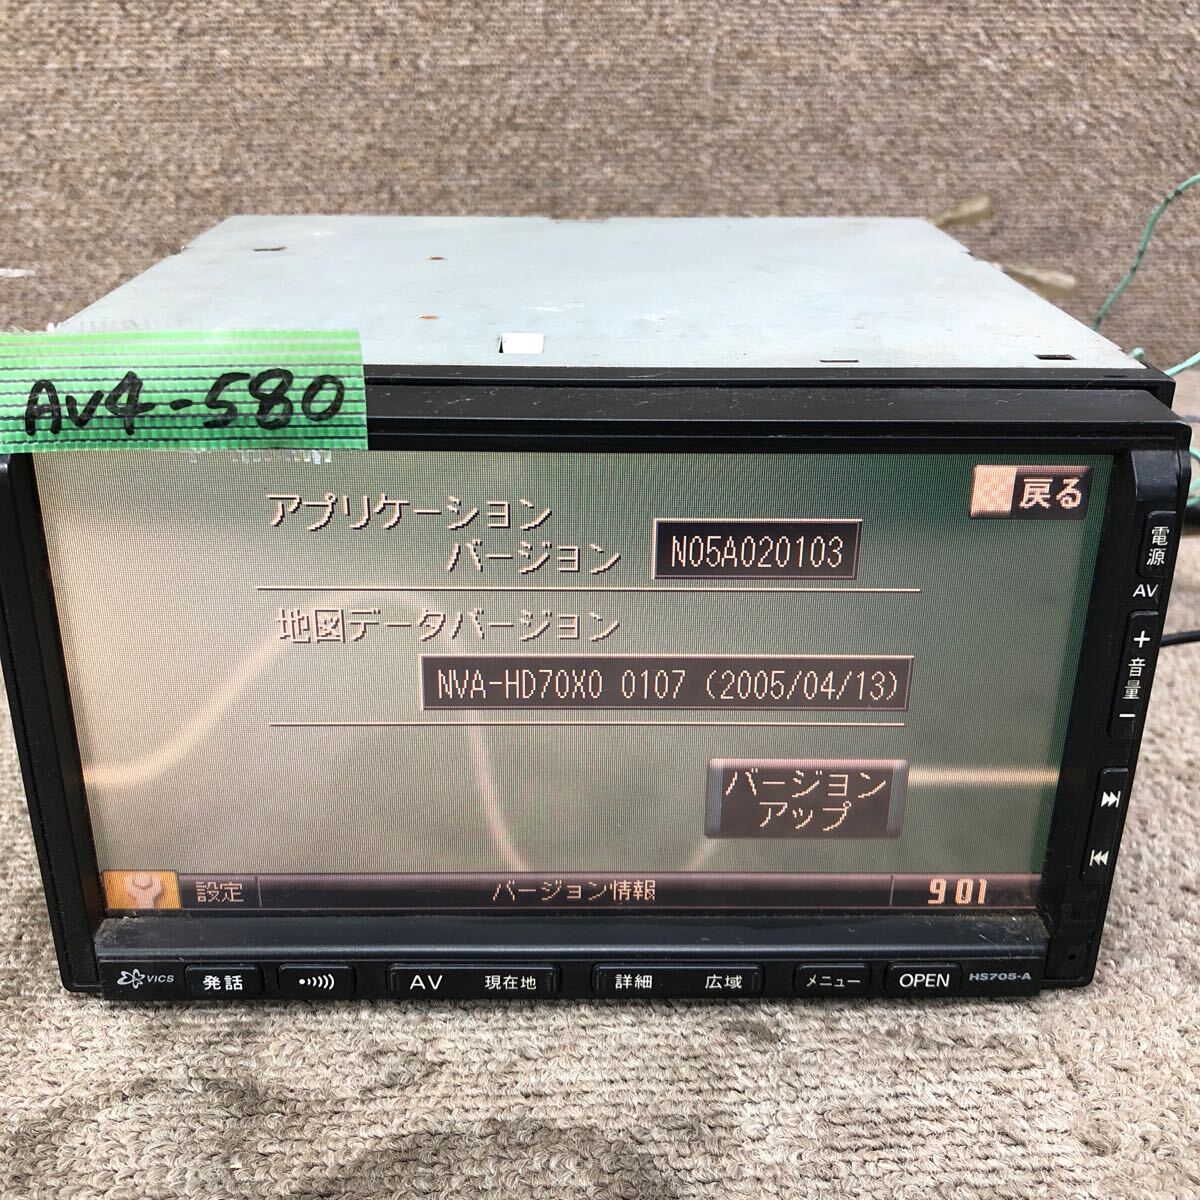 AV4-580
戻る
アプリケーション
バージョン
N05A020103
地図データバージョン
NVA-HD70X0 0107 (2005/04/13)
バージョン
アップ
設定
バージョン情報
9 01
電源
AV
+
音量
−
VICS
発話
AV
現在地
詳細
広域
メニュー
OPEN
HS705-A